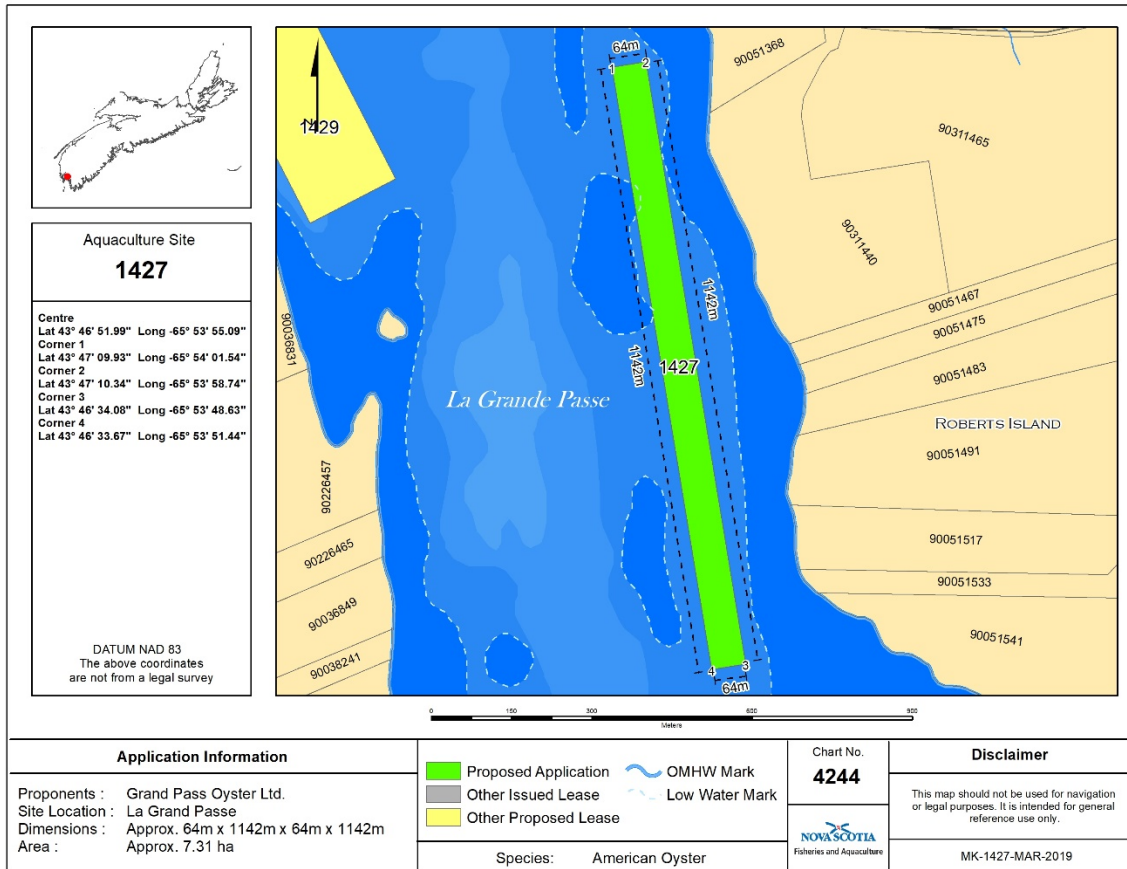 Aquaculture Site
1427
Centre
Lat 43° 46' 51.99" Long -65° 53' 55.09"
Corner 1
Lat 43° 47' 09.93" Long -65° 54' 01.54"
Corner 2
Lat 43° 47' 10.34" Long -65° 53' 58.74"
Corner 3
Lat 43° 46' 34.08" Long -65° 53' 48.63"
Corner 4
Lat 43° 46' 33.67" Long -65° 53' 51.44"
DATUM NAD 83
The above coordinates
are not from a legal survey
N
1429
64m
1
2
1142m
1142m
1427
4
3
64m
La Grande Passe
ROBERTS ISLAND
90051368
90311465
90311440
90051467
90051475
90051483
90051491
90051517
90051533
90051541
90036831
90226457
90226465
90036849
90038241
0 150 300 600 900
Meters
Application Information
Proponents : Grand Pass Oyster Ltd.
Site Location : La Grand Passe
Dimensions : Approx. 64m x 1142m x 64m x 1142m
Area : Approx. 7.31 ha
Proposed Application
Other Issued Lease
Other Proposed Lease
OMHW Mark
Low Water Mark
Species: American Oyster
Chart No.
4244
NOVA SCOTIA
Fisheries and Aquaculture
Disclaimer
This map should not be used for navigation
or legal purposes. It is intended for general
reference use only.
MK-1427-MAR-2019